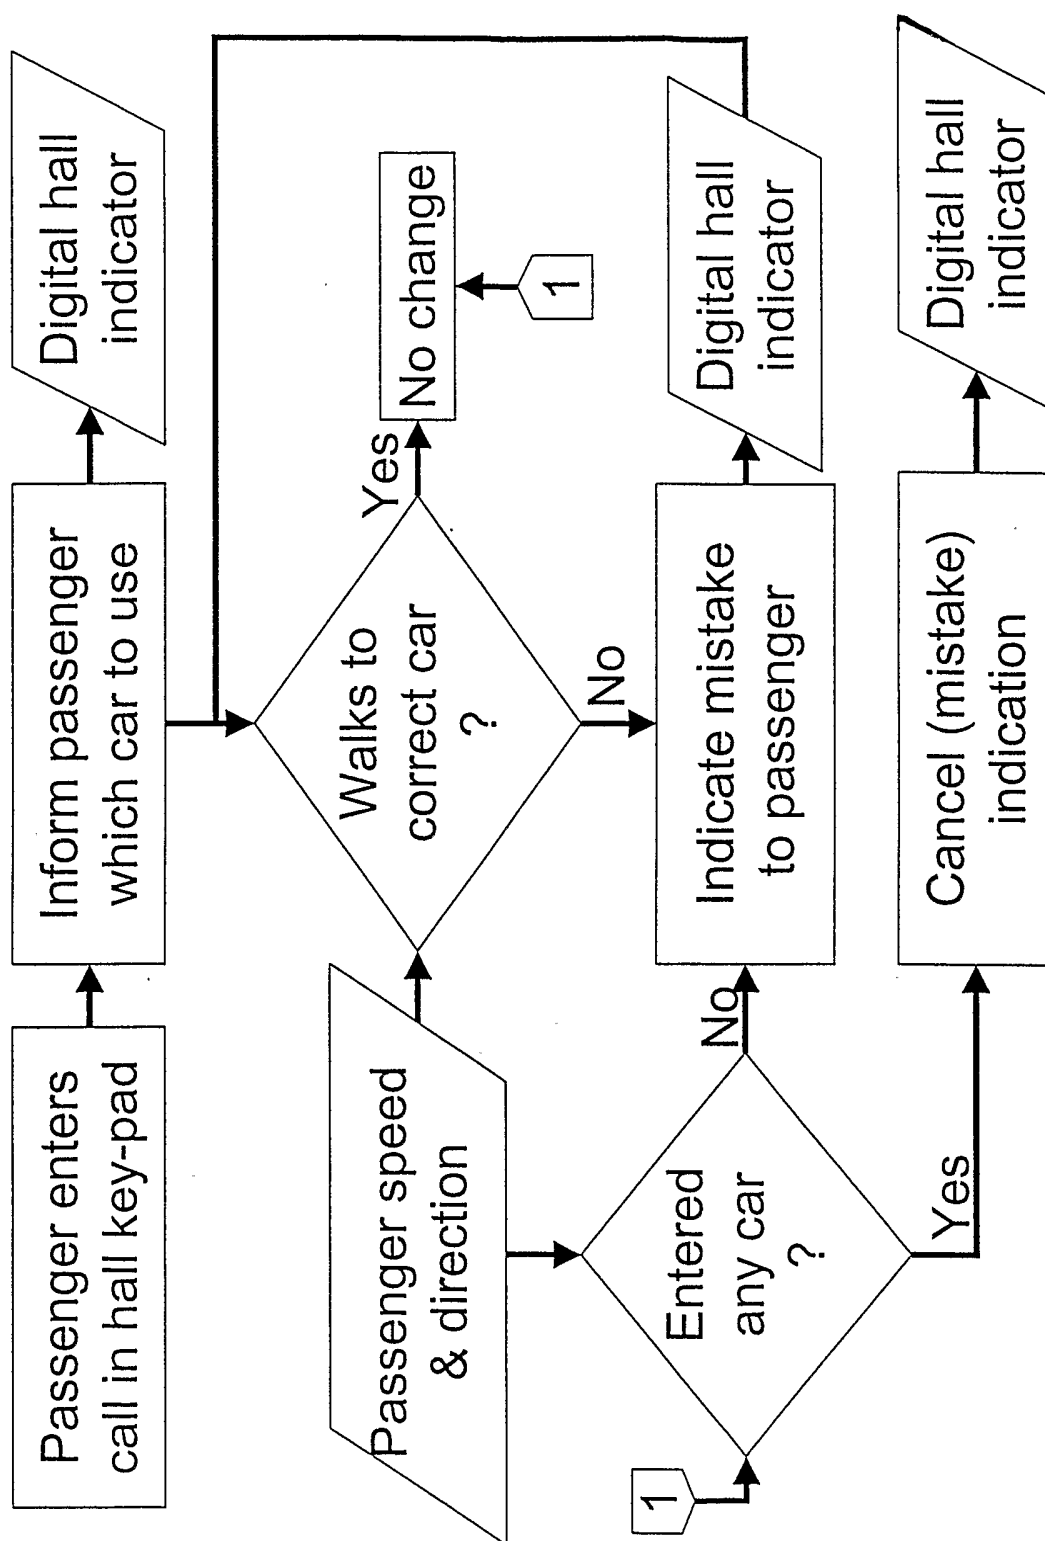 Passenger enters
call in hall key-pad
Inform passenger
which car to use
Digital hall
indicator
Passenger speed
& direction
Walks to
correct car
?
Yes
No change
1
No
1
Entered
any car
?
No
Indicate mistake
to passenger
Digital hall
indicator
Yes
Cancel (mistake)
indication
Digital hall
indicator